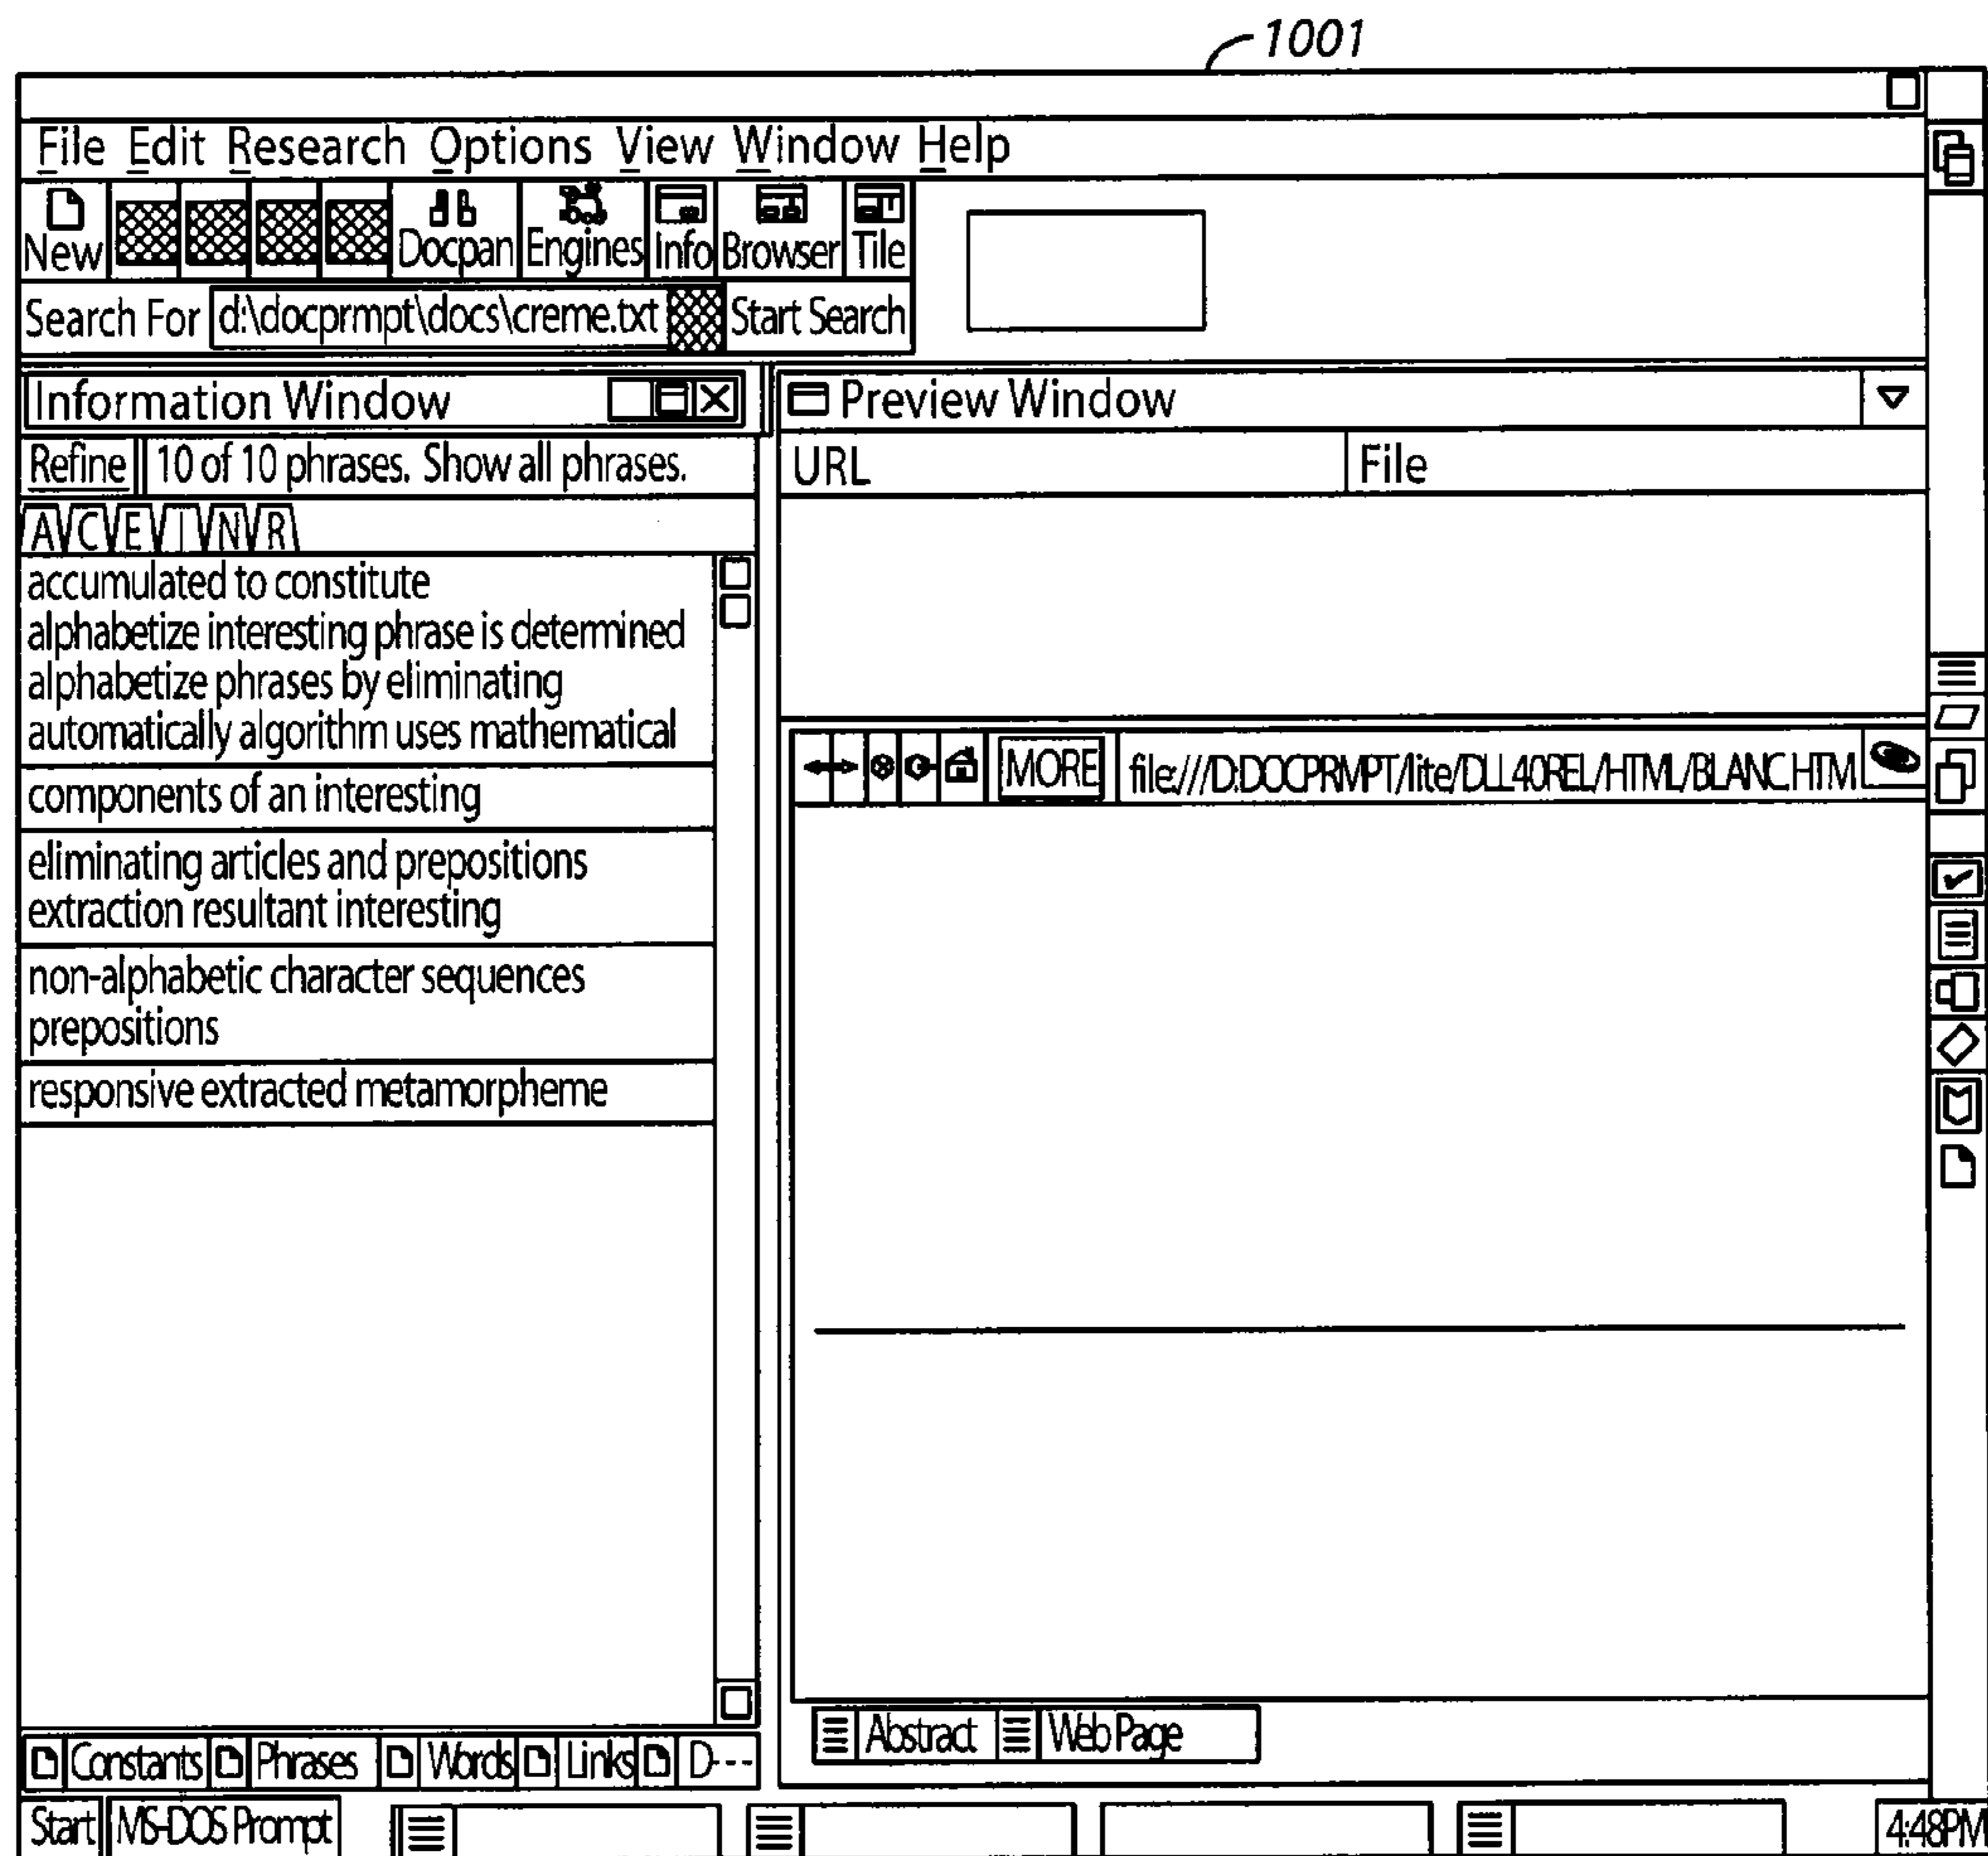 1001
File Edit Research Options View Window Help
New Docpan Engines Info Browser Tile
Search For d:\docprmpt\docs\creme.txt Start Search
Information Window
Refine 10 of 10 phrases. Show all phrases.
A C E I N R
accumulated to constitute
alphabetize interesting phrase is determined
alphabetize phrases by eliminating
automatically algorithm uses mathematical
components of an interesting
eliminating articles and prepositions
extraction resultant interesting
non-alphabetic character sequences
prepositions
responsive extracted metamorpheme
Constants Phrases Words Links D---
Preview Window
URL File
MORE file:///D:DOCPRMPT/lite/DLL40REL/HTML/BLANC.HTM
Abstract Web Page
Start MS-DOS Prompt 4:48PM